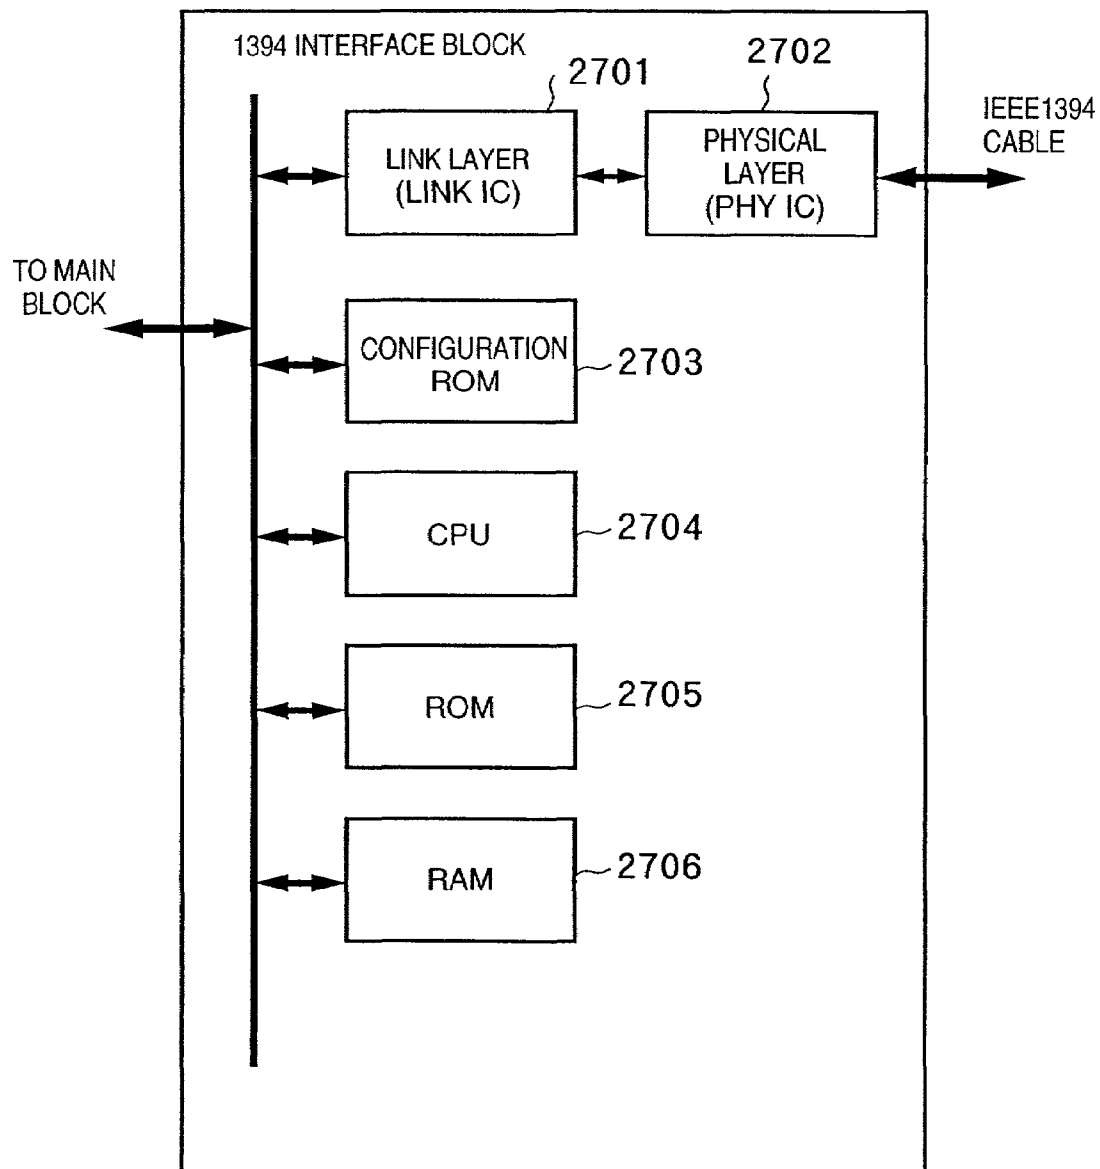 1394 INTERFACE BLOCK
2701
2702
LINK LAYER
(LINK IC)
PHYSICAL
LAYER
(PHY IC)
IEEE1394
CABLE
TO MAIN
BLOCK
CONFIGURATION
ROM
2703
CPU
2704
ROM
2705
RAM
2706